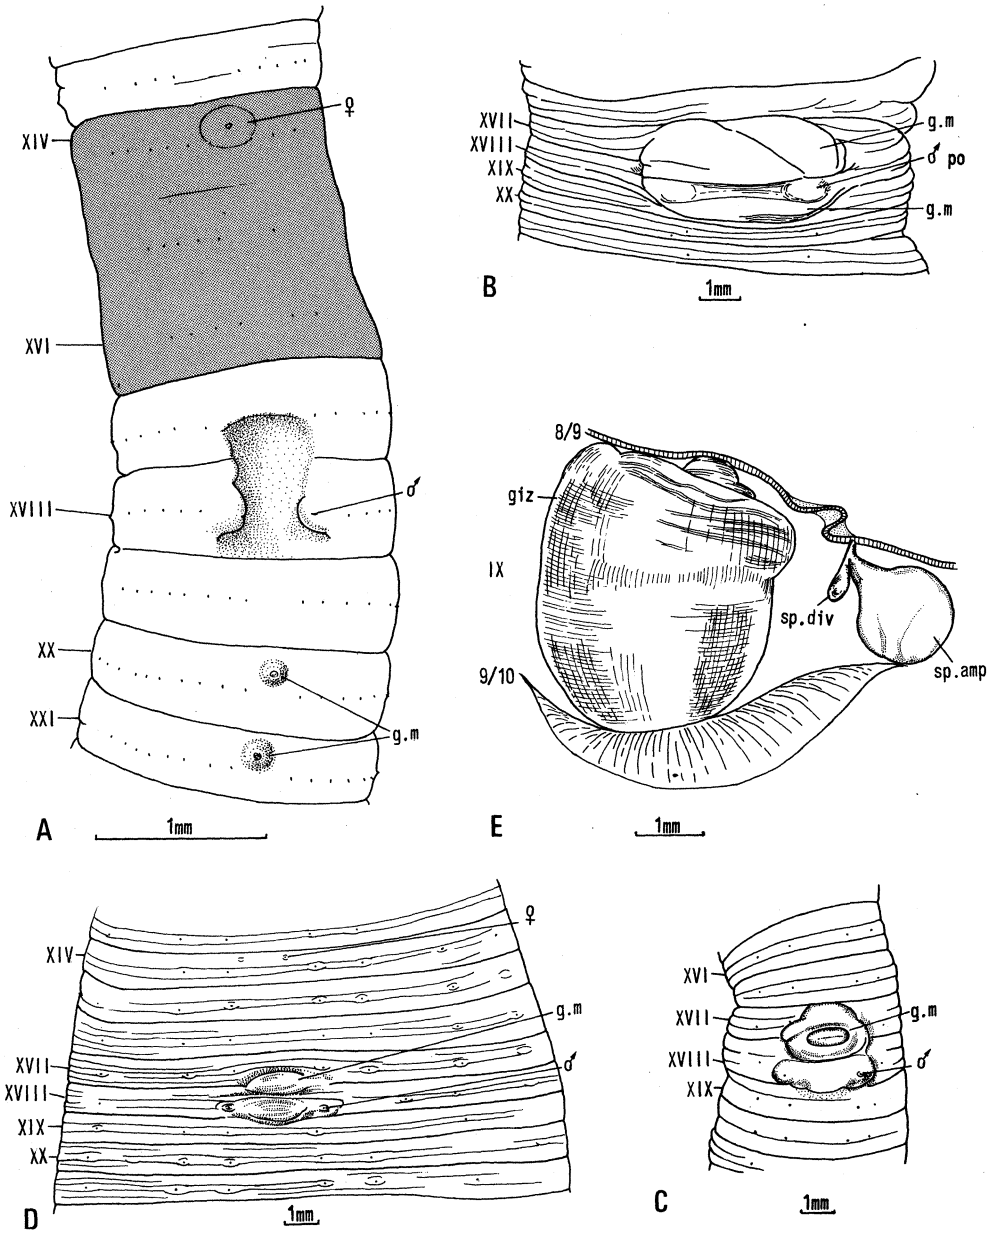 ♀
XIV
XVI
XVIII
♂
XX
XXI
g.m
A
1mm
XVII
XVIII
XIX
XX
g.m
♂ po
g.m
B
1mm
8/9
giz
IX
sp.div
9/10
sp.amp
E
1mm
♀
XIV
g.m
XVII
♂
XVIII
XIX
XX
D
1mm
XVI
XVII
g.m
XVIII
♂
XIX
C
1mm